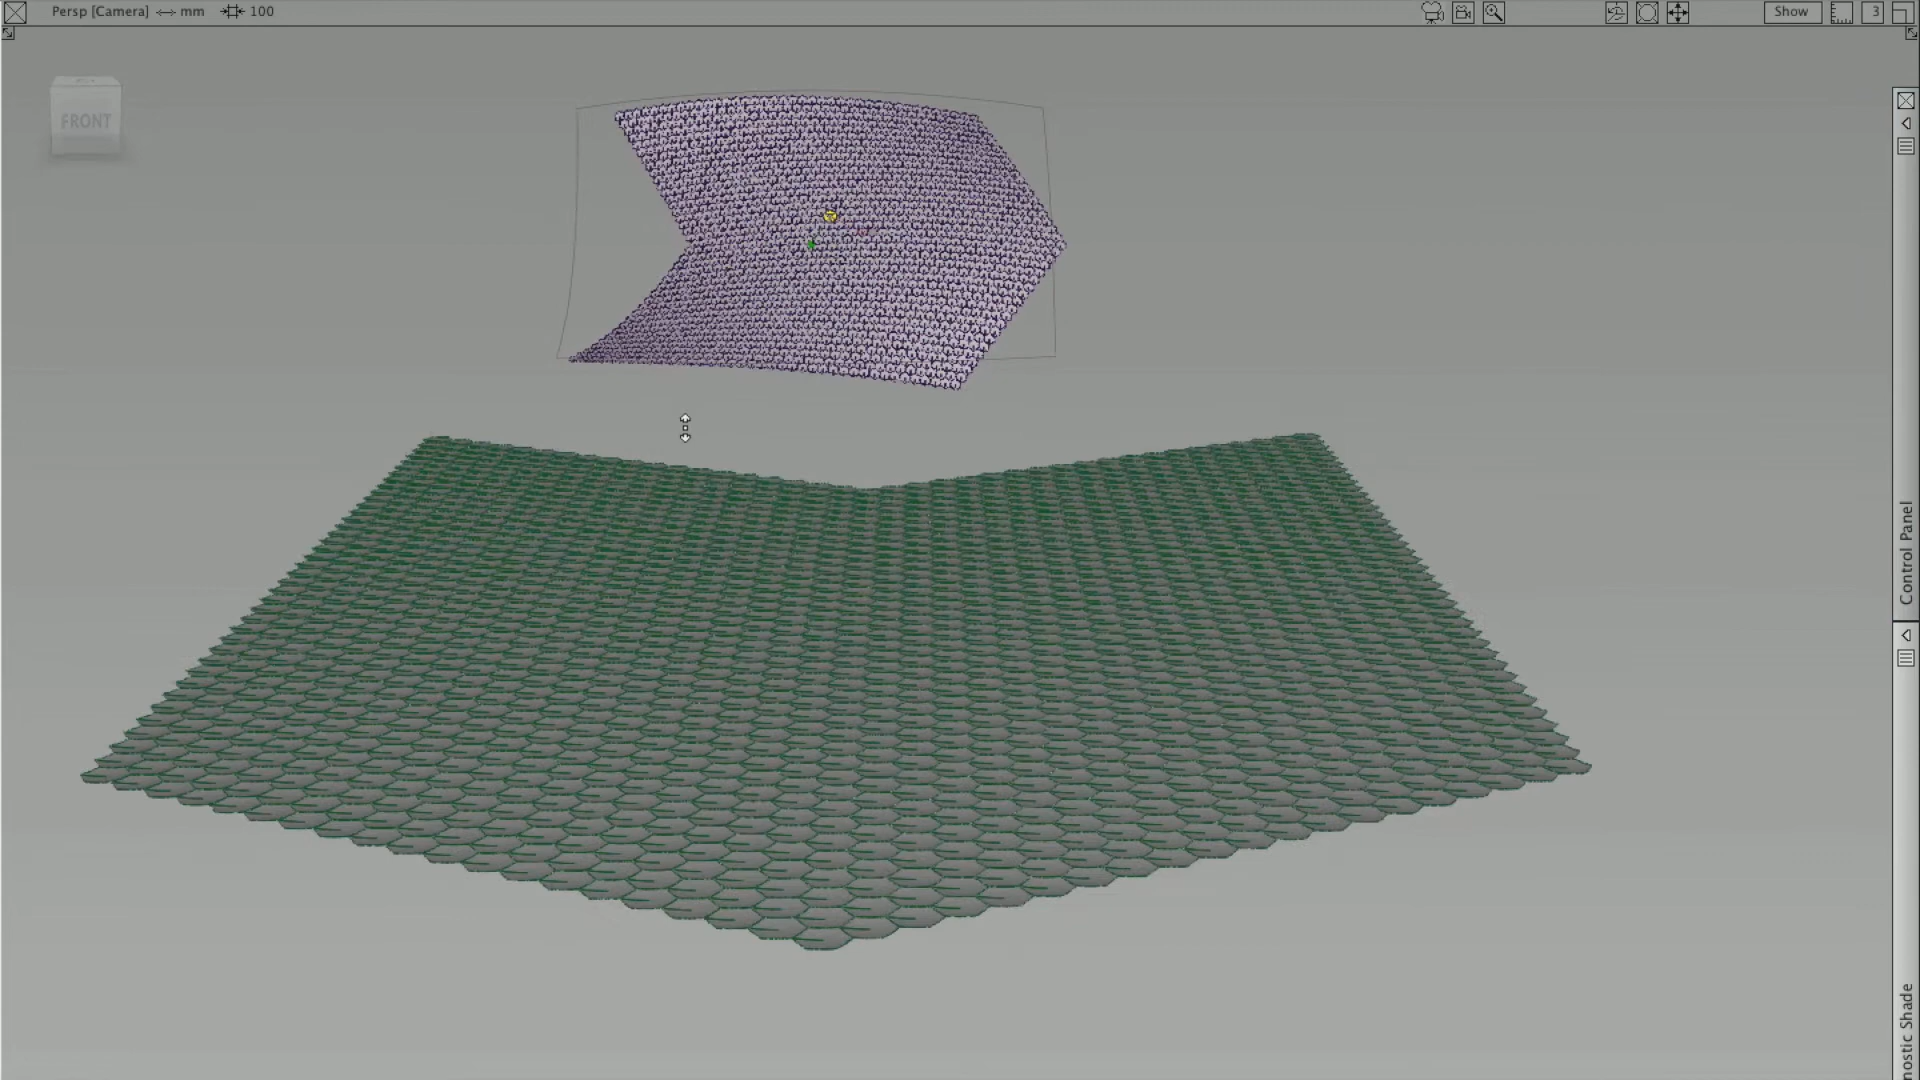 Persp [Camera] mm 100
Show 3
FRONT
Control Panel
nostic Shade